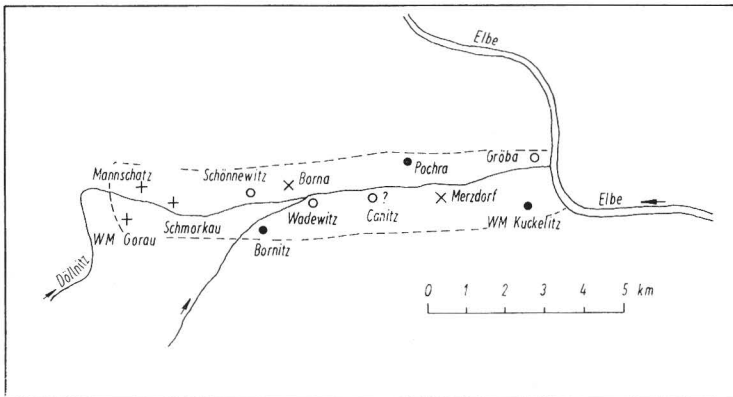 Elbe
Mannschatz
Schönnewitz
Borna
Pochra
Gröba
Elbe
?
WM Gorau
Schmorkau
Wadewitz
Canitz
Merzdorf
WM Kuckelitz
Bornitz
Döllnitz
0 1 2 3 4 5 km